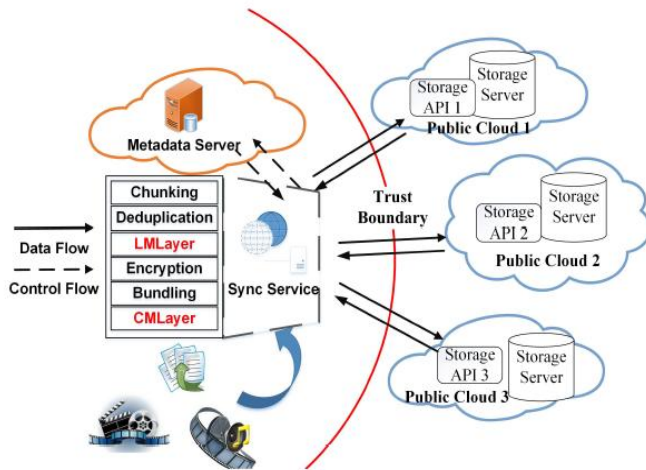 Metadata Server
Chunking
Deduplication
LMLayer
Encryption
Bundling
CMLayer
Data Flow
Control Flow
Sync Service
Trust
Boundary
Storage
API 1
Storage
Server
Public Cloud 1
Storage
API 2
Storage
Server
Public Cloud 2
Storage
API 3
Storage
Server
Public Cloud 3